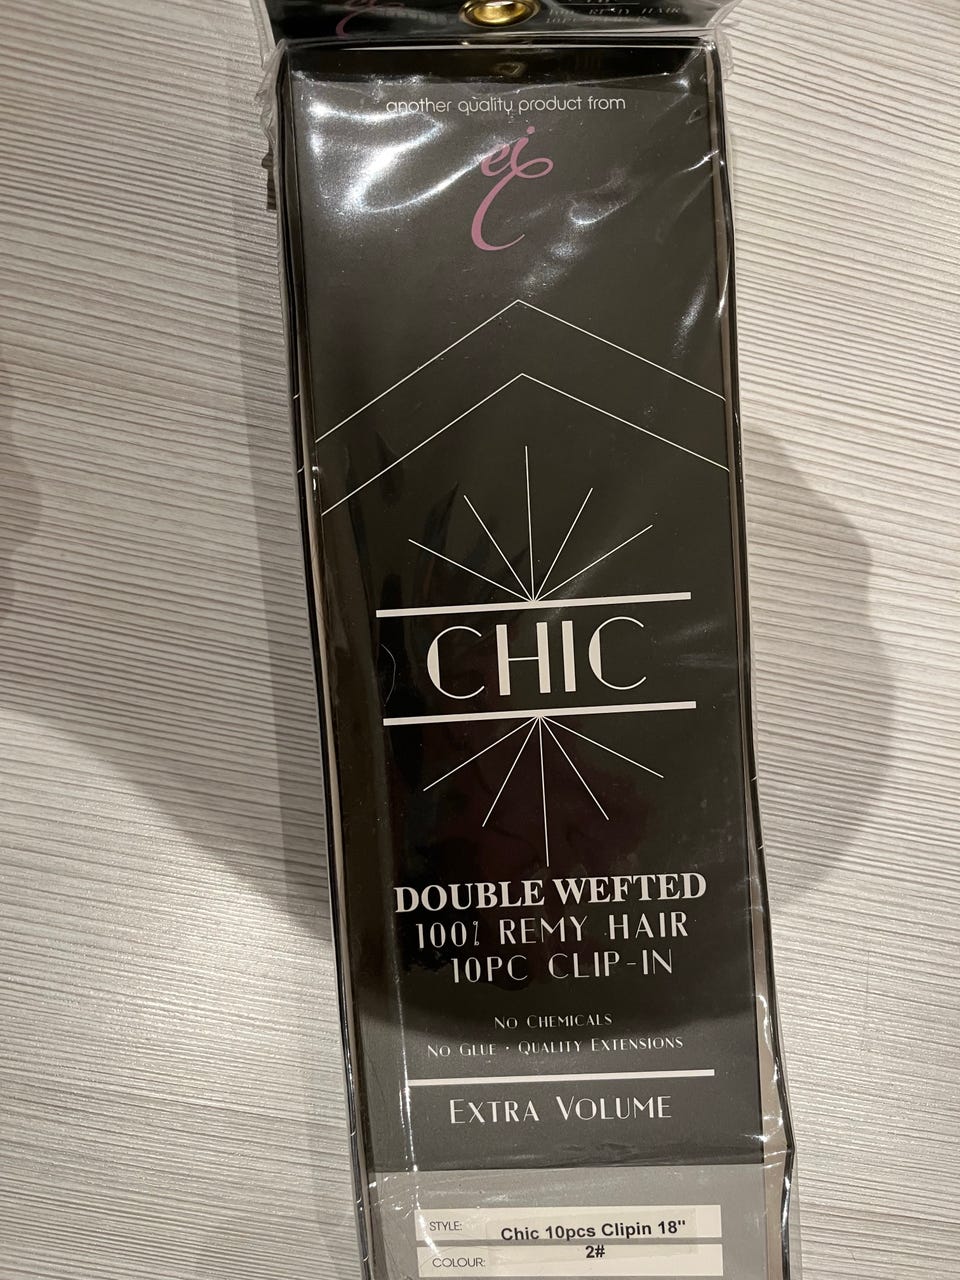 another quality product from
ei
CHIC
DOUBLE WEFTED
100% REMY HAIR
10PC CLIP-IN
NO CHEMICALS
NO GLUE • QUALITY EXTENSIONS
EXTRA VOLUME
STYLE: Chic 10pcs Clipin 18"
COLOUR: 2#